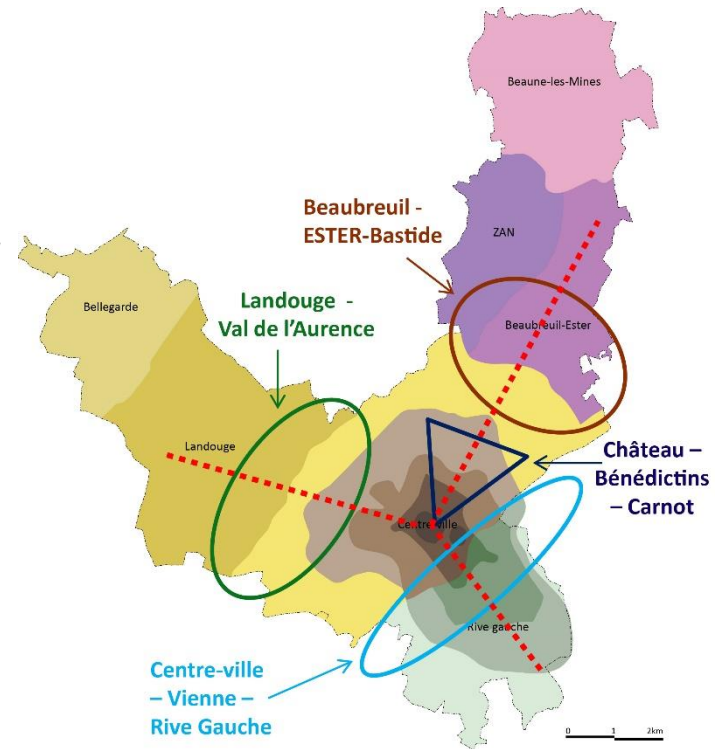 Beaune-les-Mines
Beaubreuil -
ESTER-Bastide
ZAN
Bellegarde
Landouge -
Val de l'Aurence
Beaubreuil-Ester
Landouge
Château –
Bénédictins
– Carnot
Centre-ville
Rive gauche
Centre-ville
– Vienne –
Rive Gauche
0 1 2km